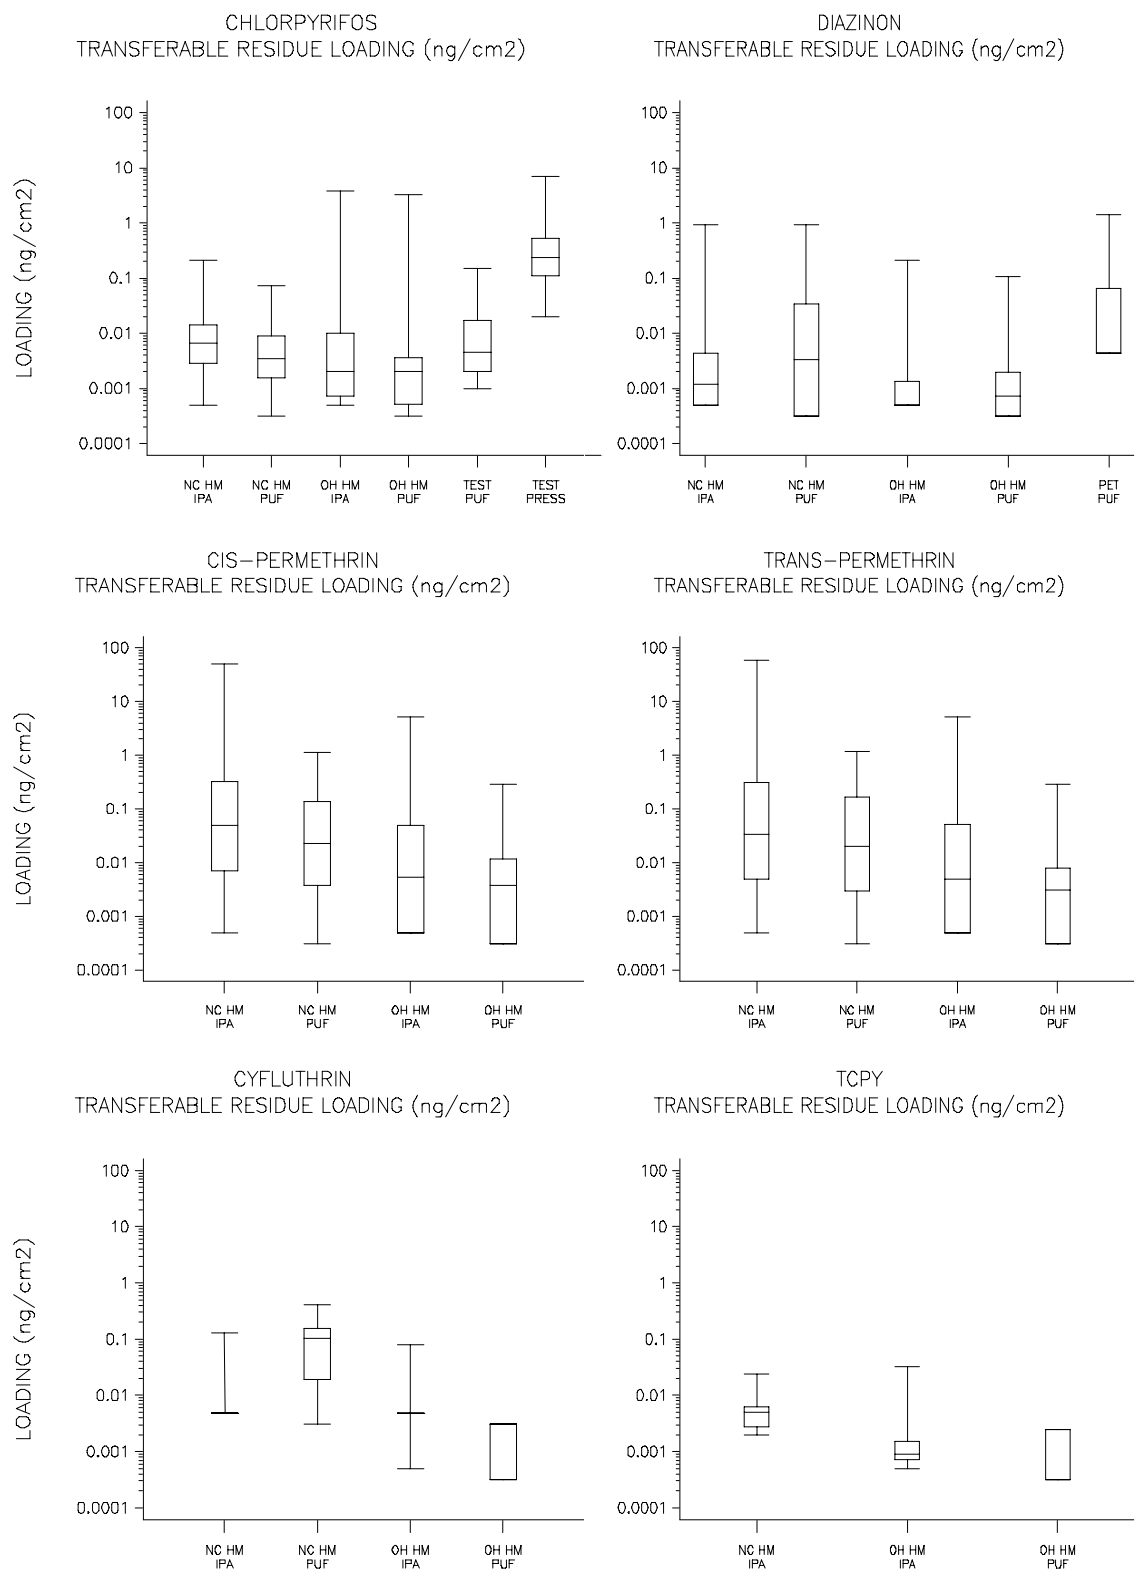 CHLORPYRIFOS
TRANSFERABLE RESIDUE LOADING (ng/cm2)
LOADING (ng/cm2)
100
10
1
0.1
0.01
0.001
0.0001
NC HM IPA
NC HM PUF
OH HM IPA
OH HM PUF
TEST PUF
TEST PRESS
DIAZINON
TRANSFERABLE RESIDUE LOADING (ng/cm2)
100
10
1
0.1
0.01
0.001
0.0001
NC HM IPA
NC HM PUF
OH HM IPA
OH HM PUF
PET PUF
CIS-PERMETHRIN
TRANSFERABLE RESIDUE LOADING (ng/cm2)
LOADING (ng/cm2)
100
10
1
0.1
0.01
0.001
0.0001
NC HM IPA
NC HM PUF
OH HM IPA
OH HM PUF
TRANS-PERMETHRIN
TRANSFERABLE RESIDUE LOADING (ng/cm2)
100
10
1
0.1
0.01
0.001
0.0001
NC HM IPA
NC HM PUF
OH HM IPA
OH HM PUF
CYFLUTHRIN
TRANSFERABLE RESIDUE LOADING (ng/cm2)
LOADING (ng/cm2)
100
10
1
0.1
0.01
0.001
0.0001
NC HM IPA
NC HM PUF
OH HM IPA
OH HM PUF
TCPY
TRANSFERABLE RESIDUE LOADING (ng/cm2)
100
10
1
0.1
0.01
0.001
0.0001
NC HM IPA
OH HM IPA
OH HM PUF